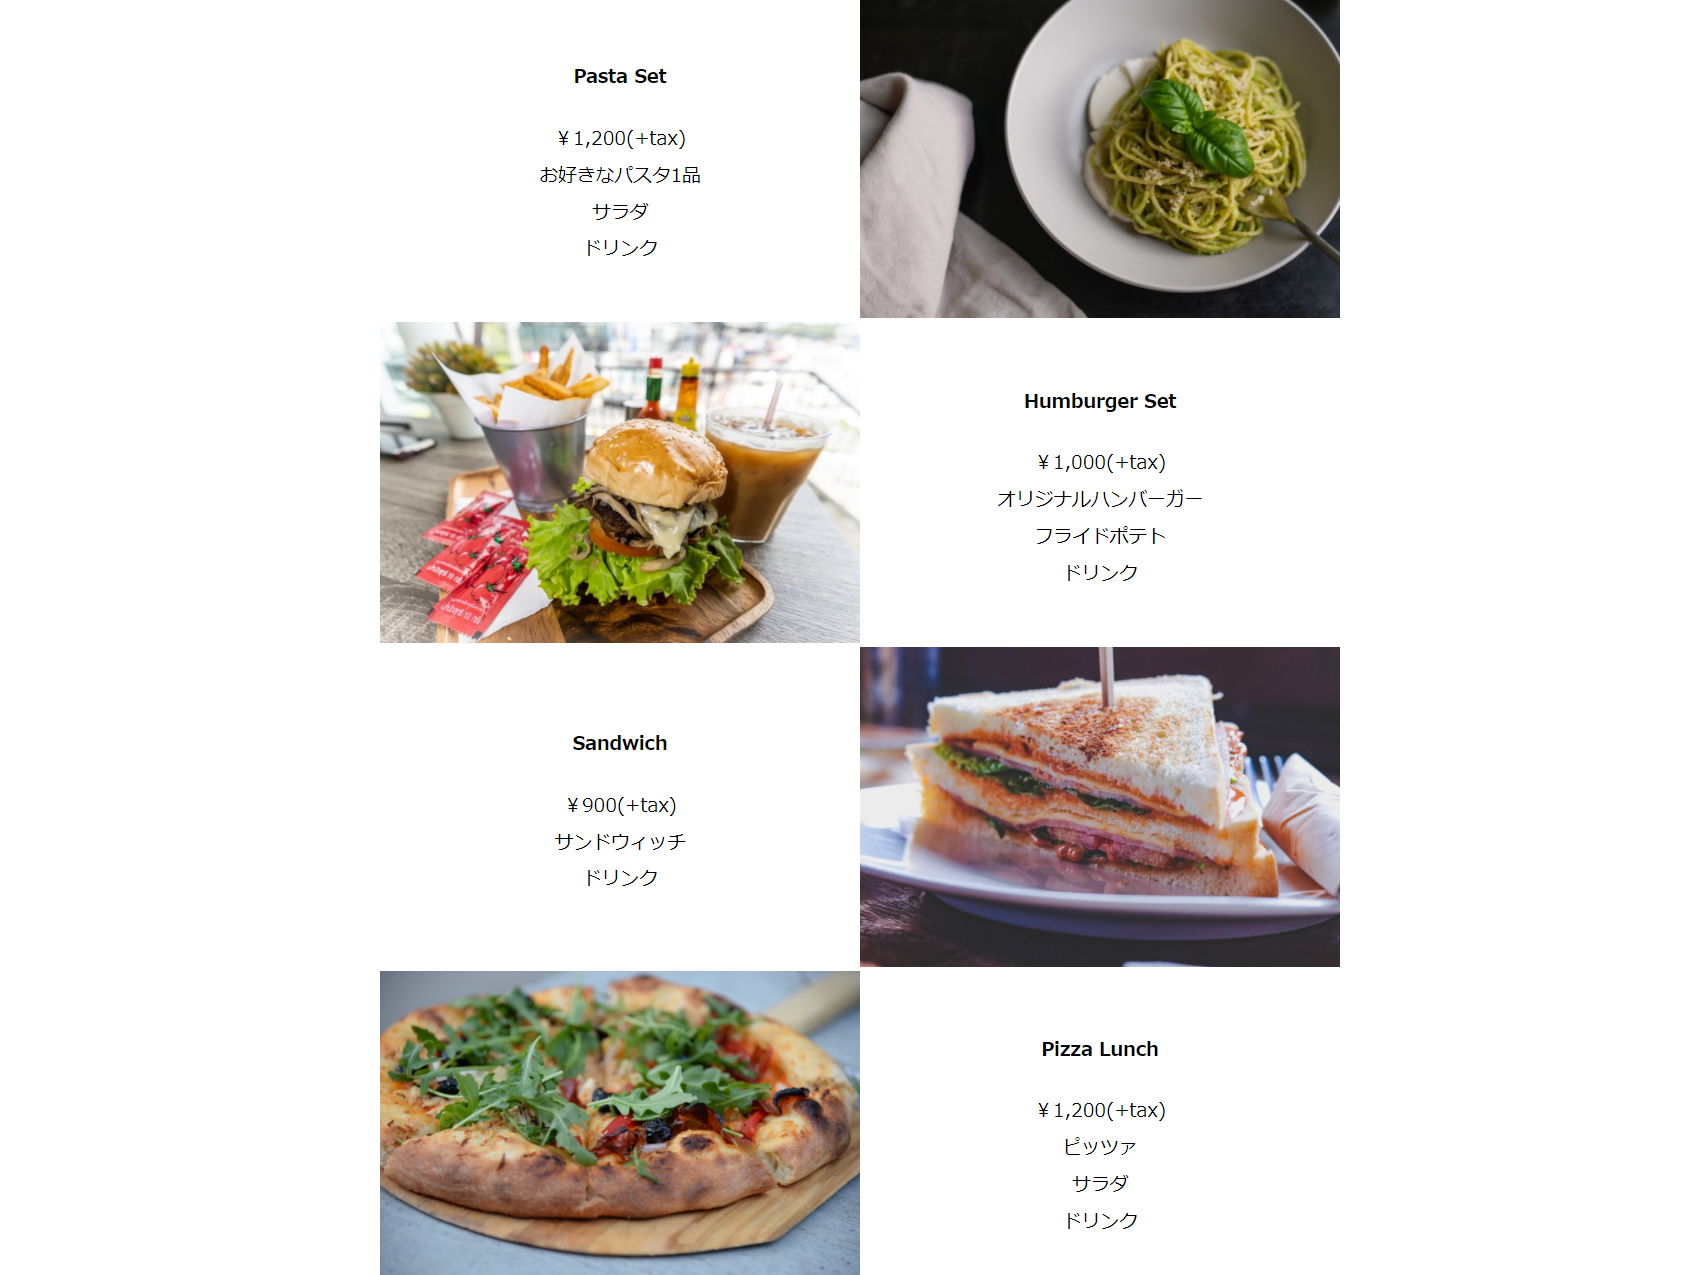 Pasta Set
¥1,200(+tax)
お好きなパスタ1品
サラダ
ドリンク
Humburger Set
¥1,000(+tax)
オリジナルハンバーガー
フライドポテト
ドリンク
Sandwich
¥900(+tax)
サンドウィッチ
ドリンク
Pizza Lunch
¥1,200(+tax)
ピッツァ
サラダ
ドリンク